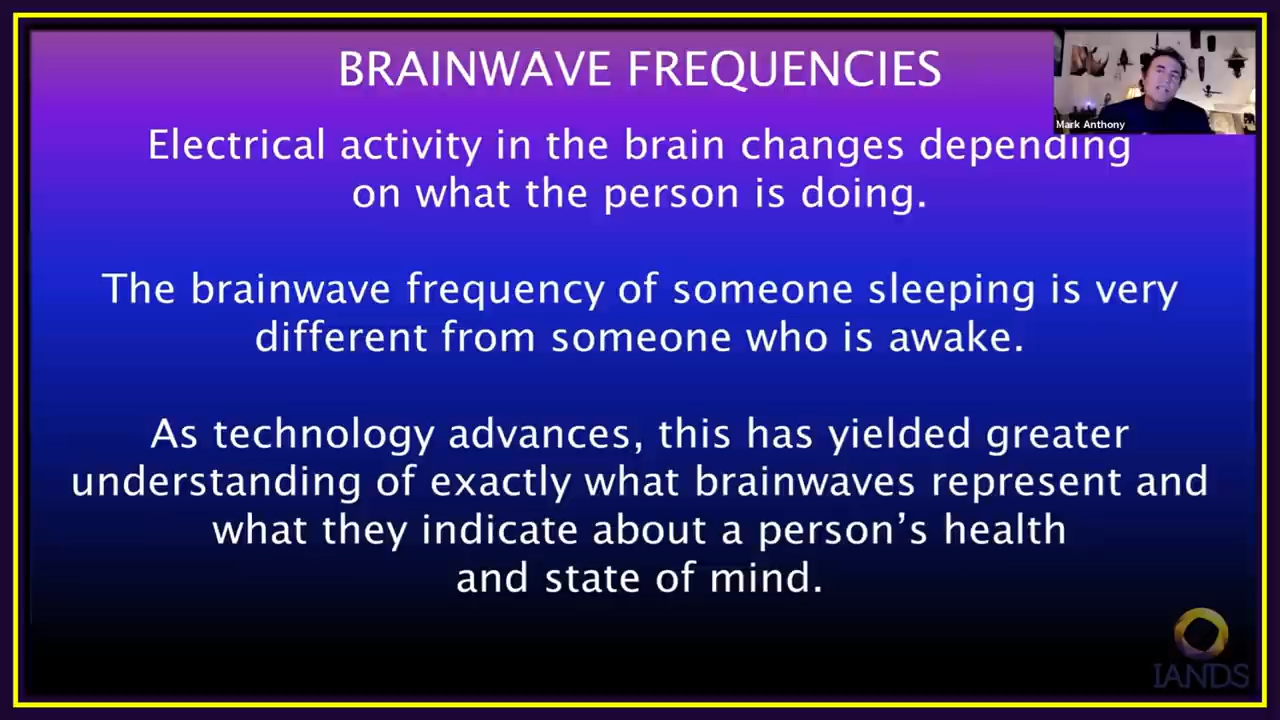 BRAINWAVE FREQUENCIES
Mark Anthony
Electrical activity in the brain changes depending
on what the person is doing.
The brainwave frequency of someone sleeping is very
different from someone who is awake.
As technology advances, this has yielded greater
understanding of exactly what brainwaves represent and
what they indicate about a person’s health
and state of mind.
IANDS